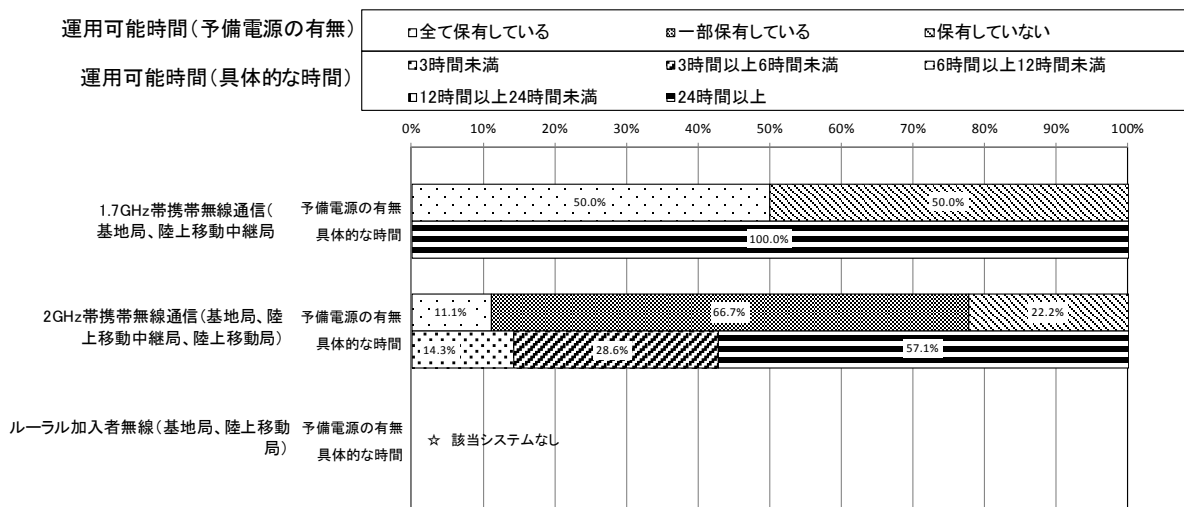 運用可能時間(予備電源の有無)
全て保有している 一部保有している 保有していない
運用可能時間(具体的な時間)
3時間未満 3時間以上6時間未満 6時間以上12時間未満
12時間以上24時間未満 24時間以上
0% 10% 20% 30% 40% 50% 60% 70% 80% 90% 100%
1.7GHz帯携帯無線通信(
基地局、陸上移動中継局
予備電源の有無
50.0% 50.0%
具体的な時間
100.0%
2GHz帯携帯無線通信(基地局、陸
上移動中継局、陸上移動局)
予備電源の有無
11.1% 66.7% 22.2%
具体的な時間
14.3% 28.6% 57.1%
ルーラル加入者無線(基地局、陸上移動
局)
予備電源の有無
具体的な時間
☆ 該当システムなし